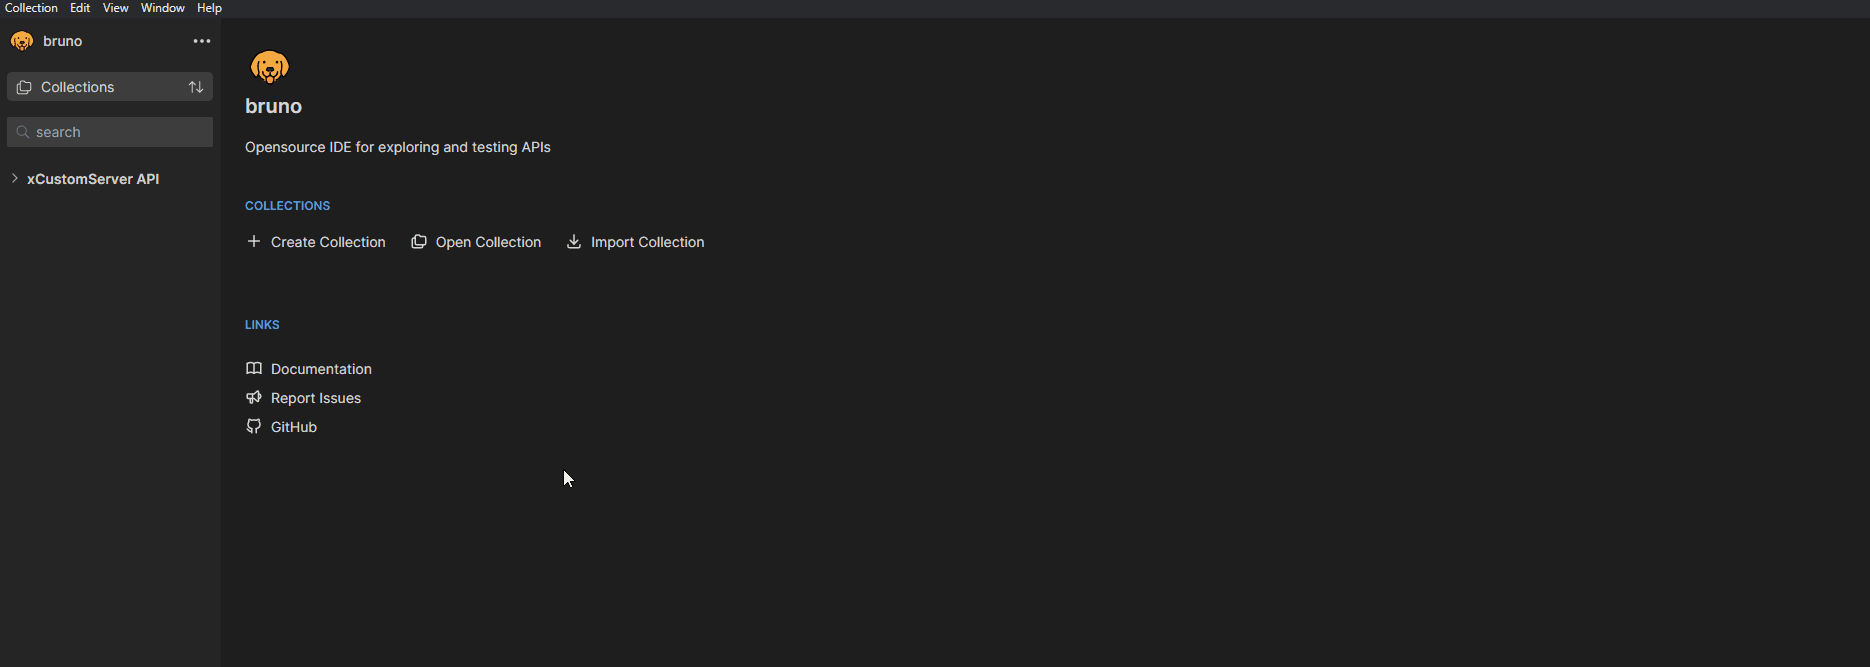 Collection Edit View Window Help
bruno
Collections
search
xCustomServer API
bruno
Opensource IDE for exploring and testing APIs
COLLECTIONS
Create Collection Open Collection Import Collection
LINKS
Documentation
Report Issues
GitHub